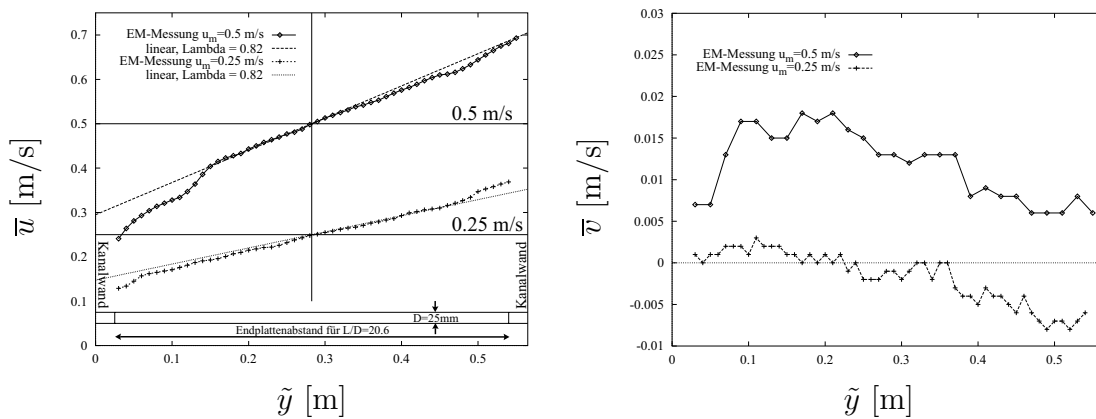 0.7
0.6
0.5
0.4
0.3
0.2
0.1
0
u̅ [m/s]
EM-Messung u_m=0.5 m/s
linear, Lambda = 0.82
EM-Messung u_m=0.25 m/s
linear, Lambda = 0.82
0.5 m/s
0.25 m/s
Kanalwand
Kanalwand
D=25mm
Endplattenabstand für L/D=20.6
0 0.1 0.2 0.3 0.4 0.5
ỹ [m]
0.03
0.025
0.02
0.015
0.01
0.005
0
-0.005
-0.01
v̅ [m/s]
EM-Messung u_m=0.5 m/s
EM-Messung u_m=0.25 m/s
0 0.1 0.2 0.3 0.4 0.5
ỹ [m]